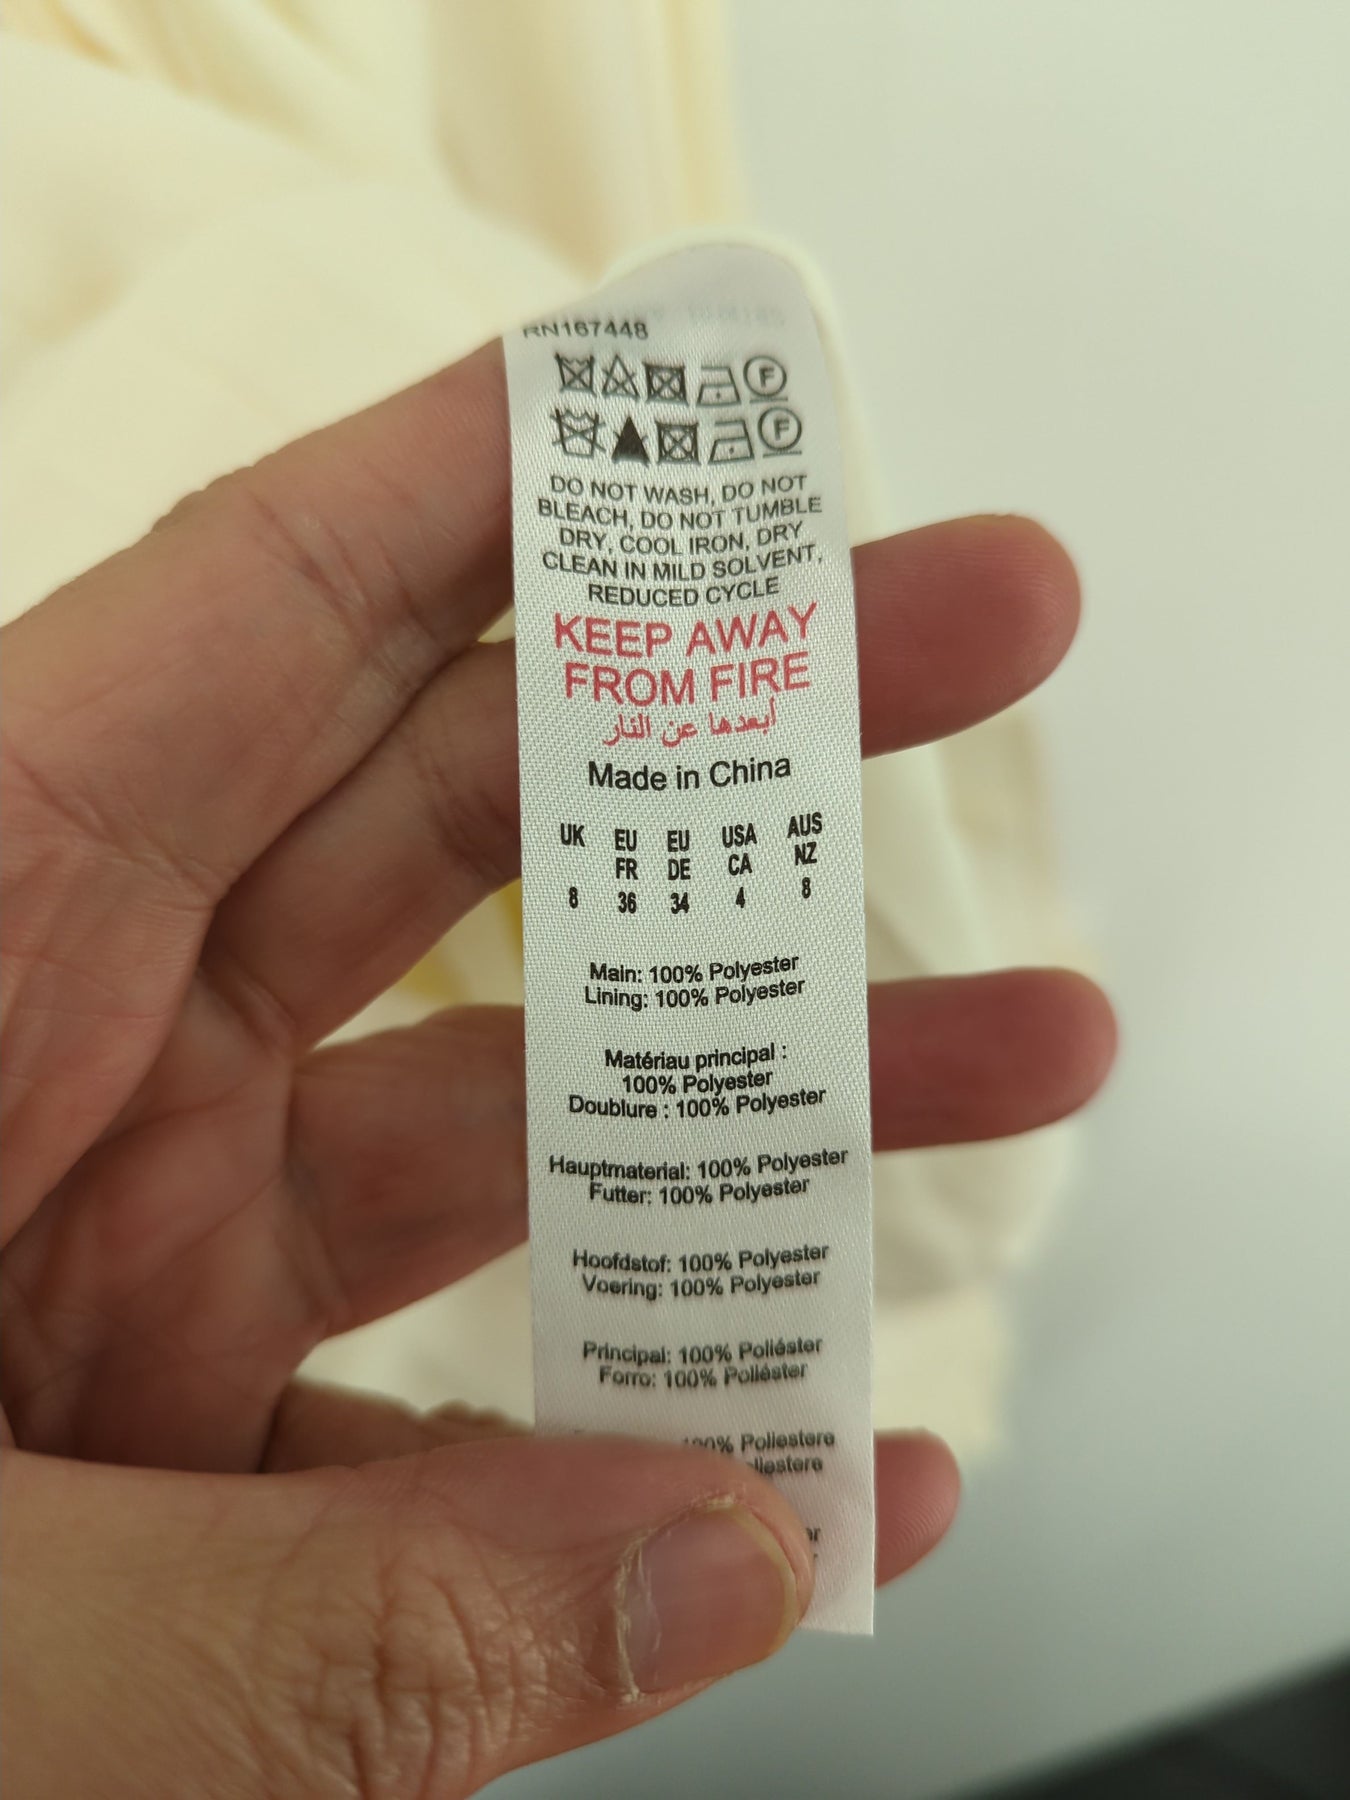 RN167448
F
F
DO NOT WASH, DO NOT
BLEACH, DO NOT TUMBLE
DRY, COOL IRON, DRY
CLEAN IN MILD SOLVENT,
REDUCED CYCLE
KEEP AWAY
FROM FIRE
أبعدها عن النار
Made in China
UK EU EU USA AUS
FR DE CA NZ
8 36 34 4 8
Main: 100% Polyester
Lining: 100% Polyester
Matériau principal :
100% Polyester
Doublure : 100% Polyester
Hauptmaterial: 100% Polyester
Futter: 100% Polyester
Hoofdstof: 100% Polyester
Voering: 100% Polyester
Principal: 100% Poliéster
Forro: 100% Poliéster
100% Poliestere